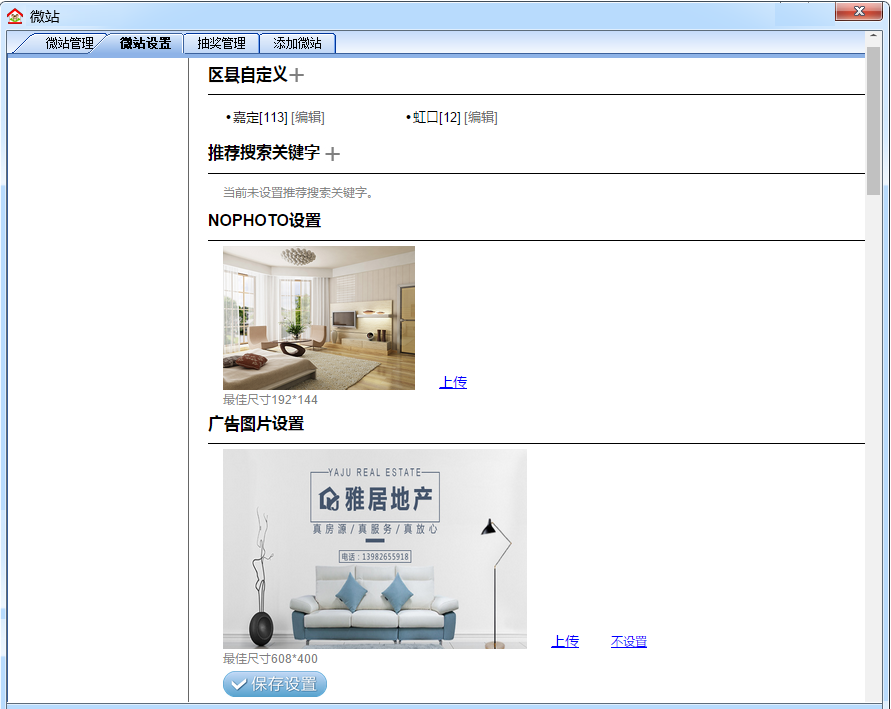 微站
微站管理 微站设置 抽奖管理 添加微站
区县自定义+
•嘉定[113] [编辑] •虹口[12] [编辑]
推荐搜索关键字+
当前未设置推荐搜索关键字。
NOPHOTO设置
上传
最佳尺寸192*144
广告图片设置
YAJU REAL ESTATE
雅居地产
真房源/真服务/真放心
电话：13982655918
上传 不设置
最佳尺寸608*400
保存设置